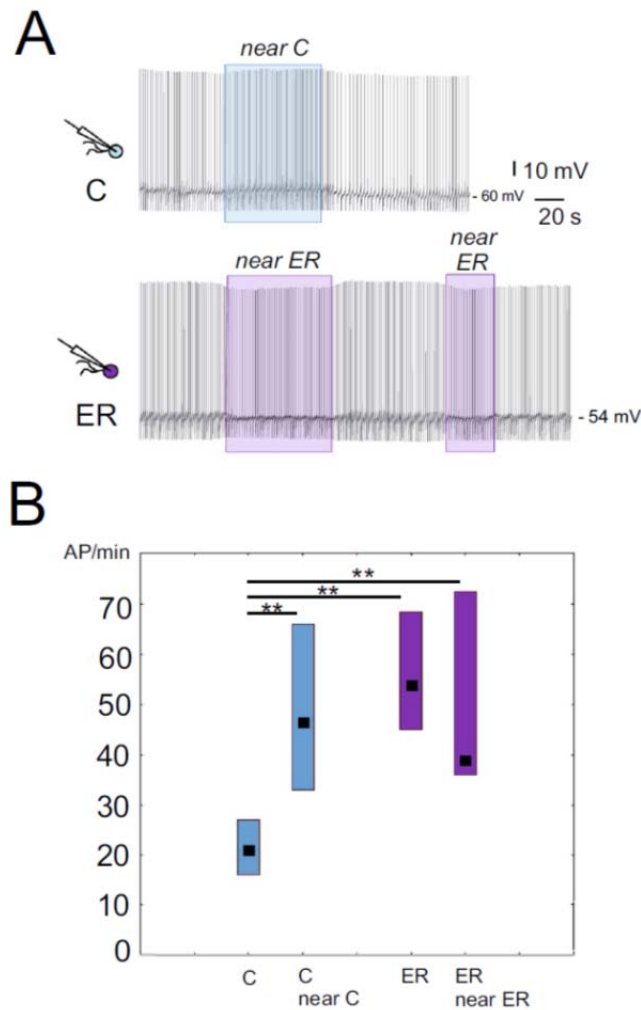 A
near C
C
10 mV
- 60 mV
20 s
near ER
near
ER
ER
- 54 mV
B
AP/min
70
60
50
40
30
20
10
0
**
**
**
C
C
near C
ER
ER
near ER